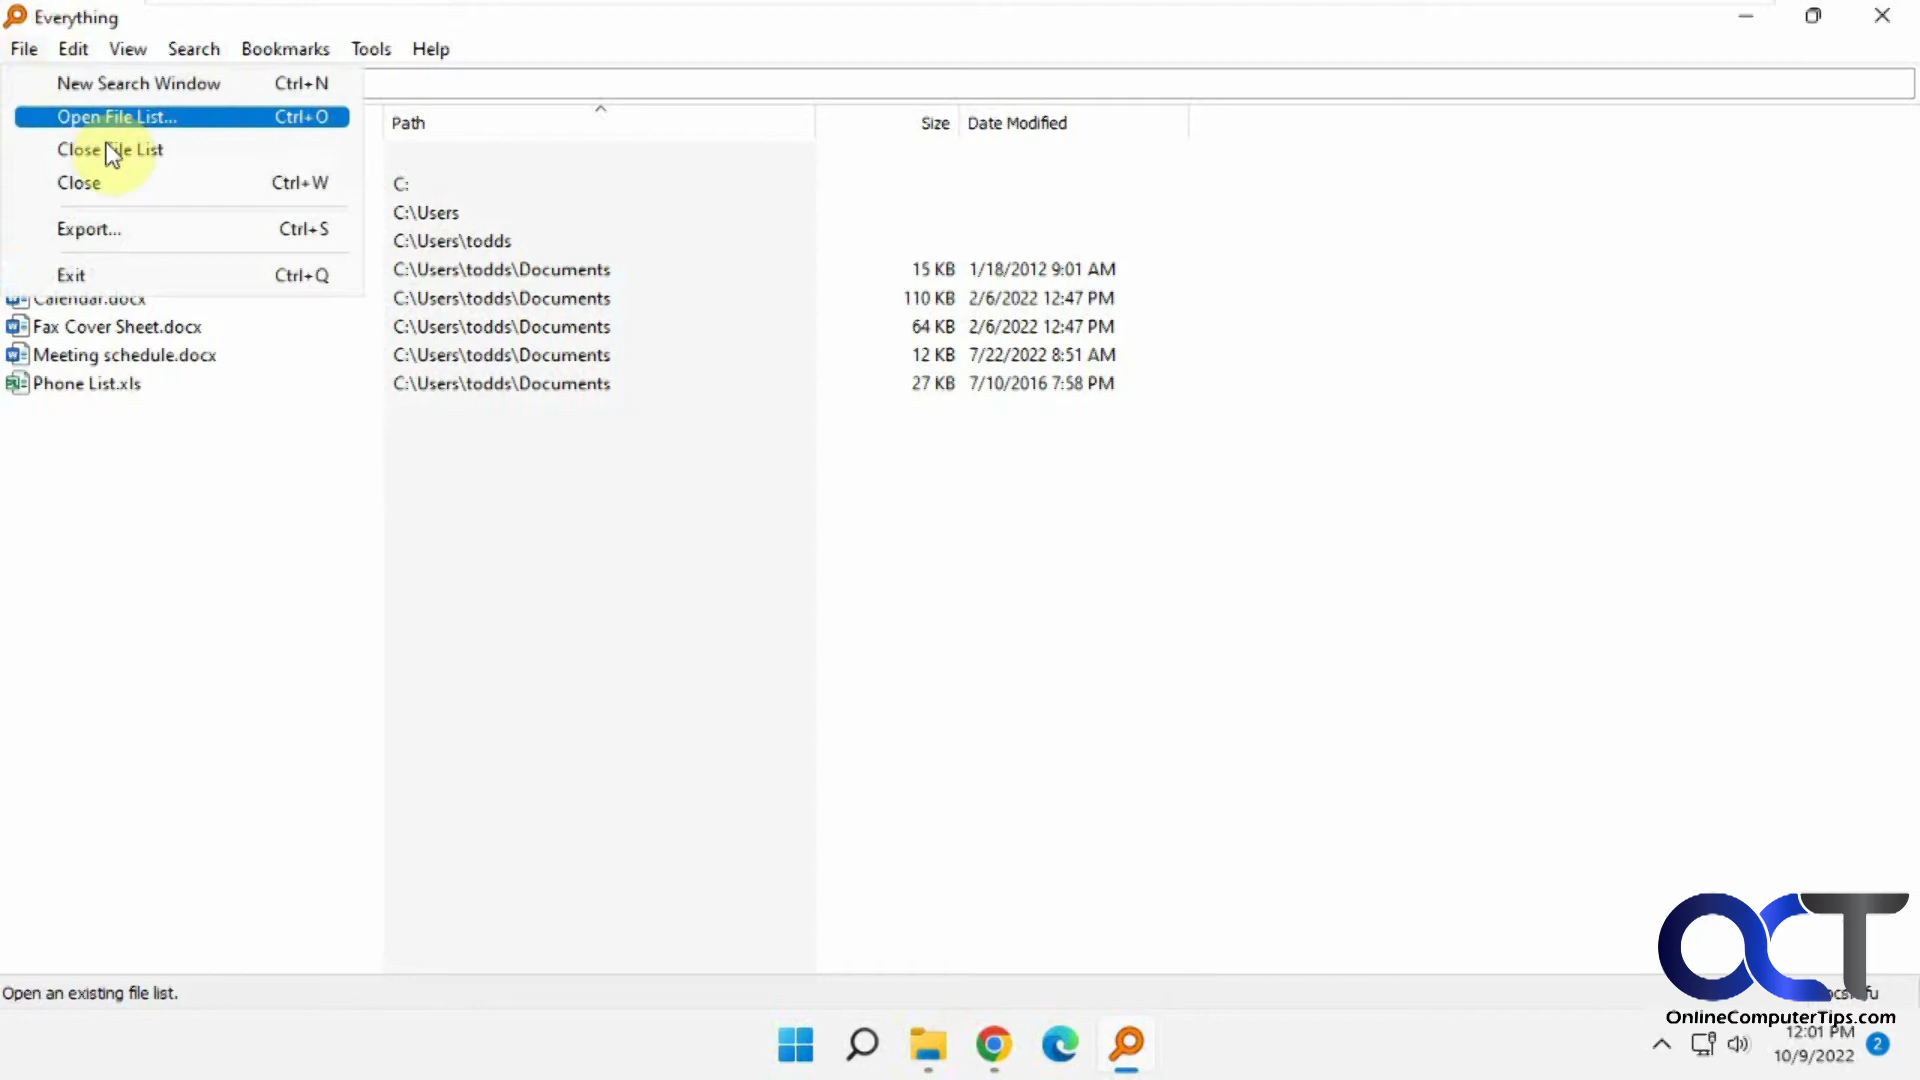 Everything
File Edit View Search Bookmarks Tools Help
New Search Window Ctrl+N
Open File List... Ctrl+O
Path Size Date Modified
Close File List
Close Ctrl+W C:
C:\Users
Export... Ctrl+S
C:\Users\todds
Exit Ctrl+Q C:\Users\todds\Documents 15 KB 1/18/2012 9:01 AM
Calendar.docx C:\Users\todds\Documents 110 KB 2/6/2022 12:47 PM
Fax Cover Sheet.docx C:\Users\todds\Documents 64 KB 2/6/2022 12:47 PM
Meeting schedule.docx C:\Users\todds\Documents 12 KB 7/22/2022 8:51 AM
Phone List.xls C:\Users\todds\Documents 27 KB 7/10/2016 7:58 PM
Open an existing file list.
OCT
OnlineComputerTips.com
12:01 PM
10/9/2022 2